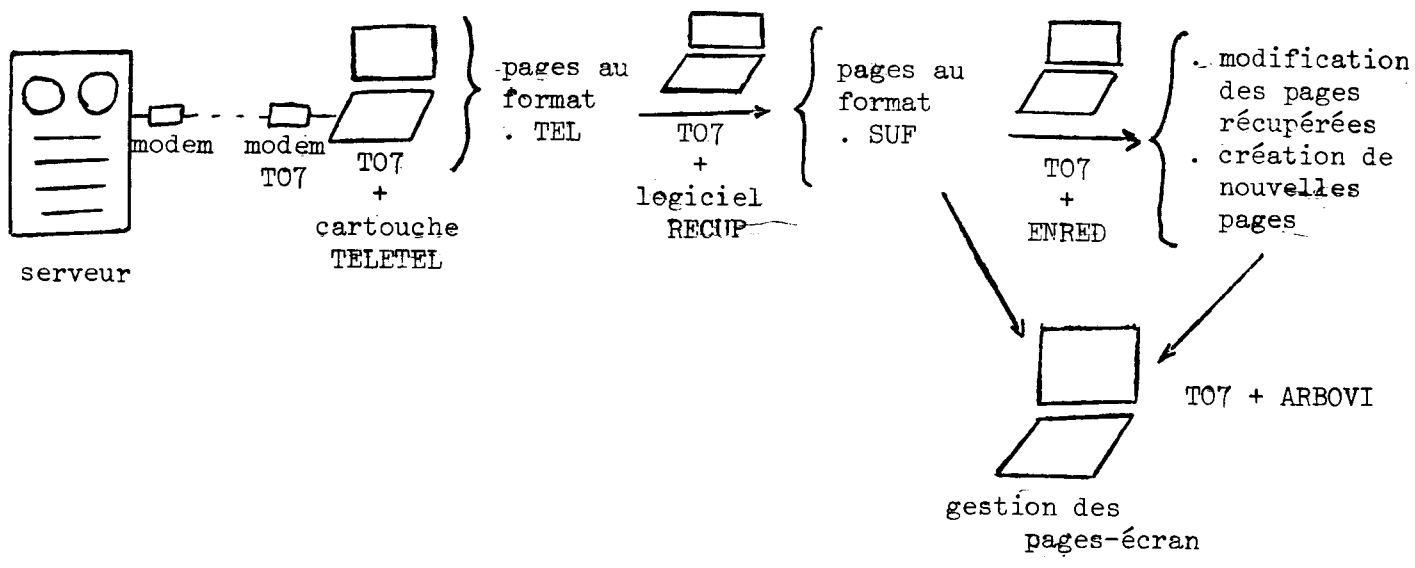 serveur
modem
modem
TO7
TO7
+
cartouche
TELETEL
pages au
format
. TEL
TO7
+
logiciel
RECUP
pages au
format
. SUF
TO7
+
ENRED
. modification
des pages
récupérées
. création de
nouvelles
pages
TO7 + ARBOVI
gestion des
pages-écran